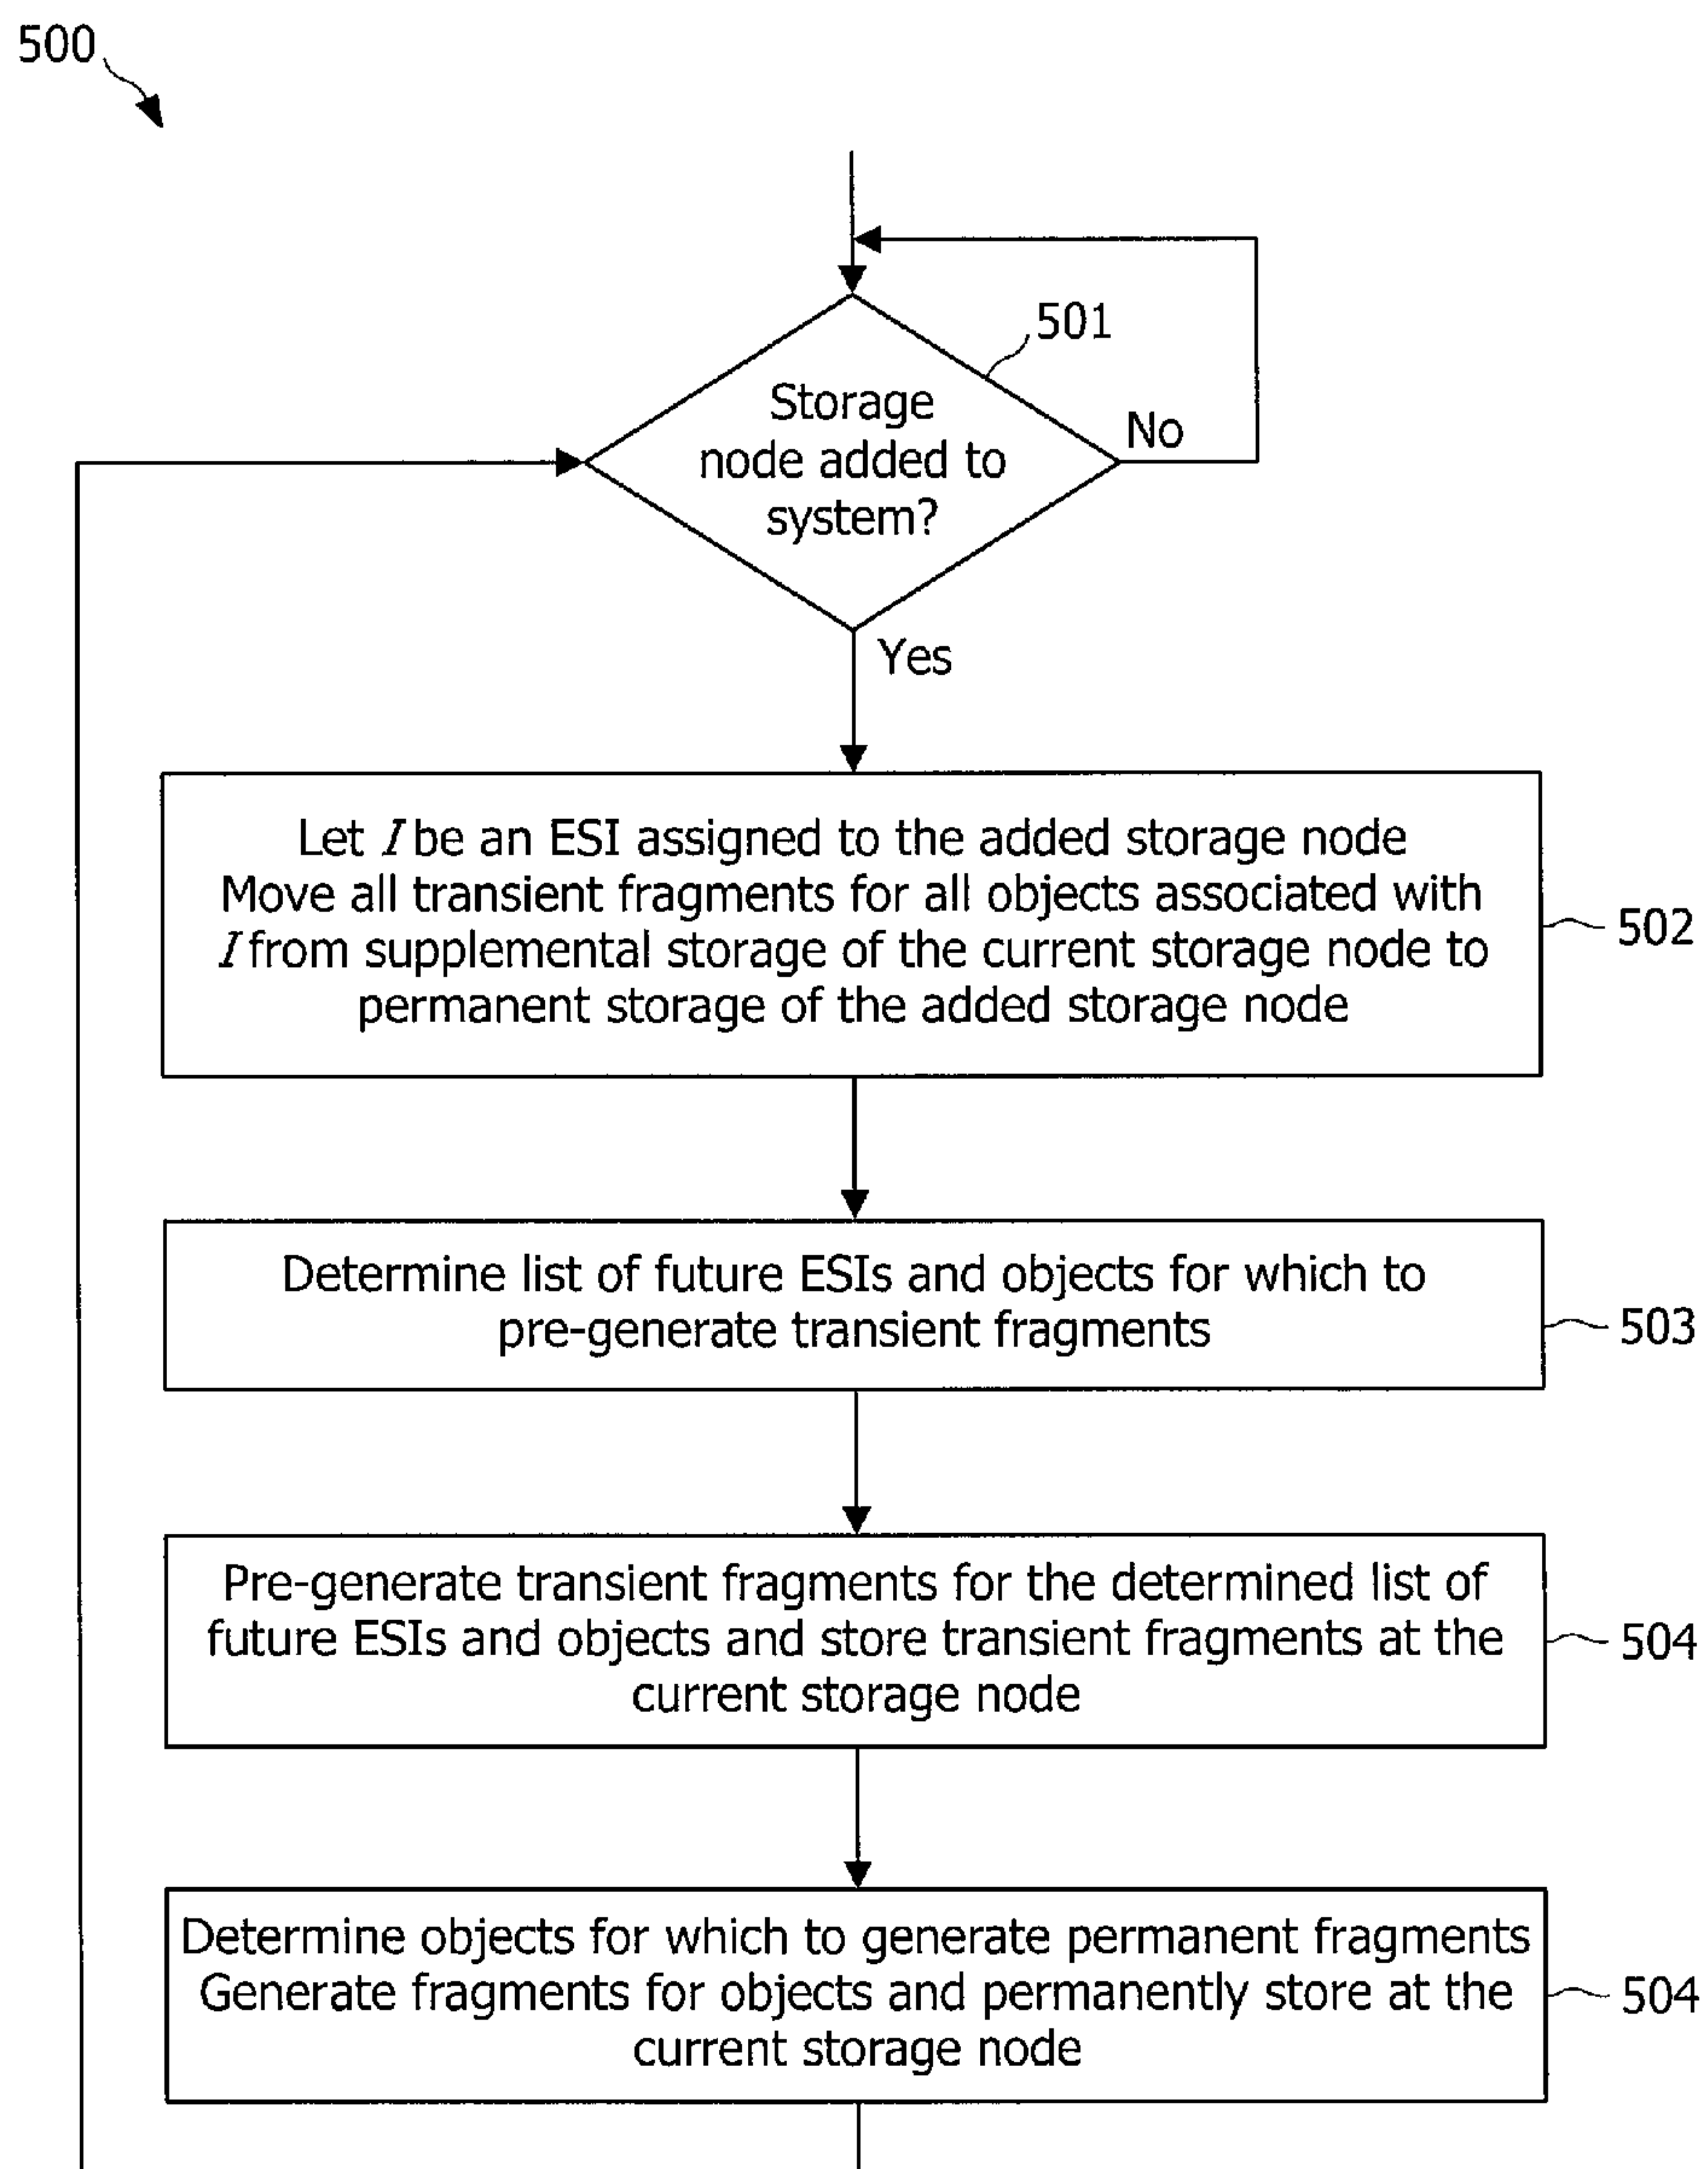 500
501
Storage
node added to
system?
No
Yes
Let I be an ESI assigned to the added storage node
Move all transient fragments for all objects associated with
I from supplemental storage of the current storage node to
permanent storage of the added storage node
502
Determine list of future ESIs and objects for which to
pre-generate transient fragments
503
Pre-generate transient fragments for the determined list of
future ESIs and objects and store transient fragments at the
current storage node
504
Determine objects for which to generate permanent fragments
Generate fragments for objects and permanently store at the
current storage node
504